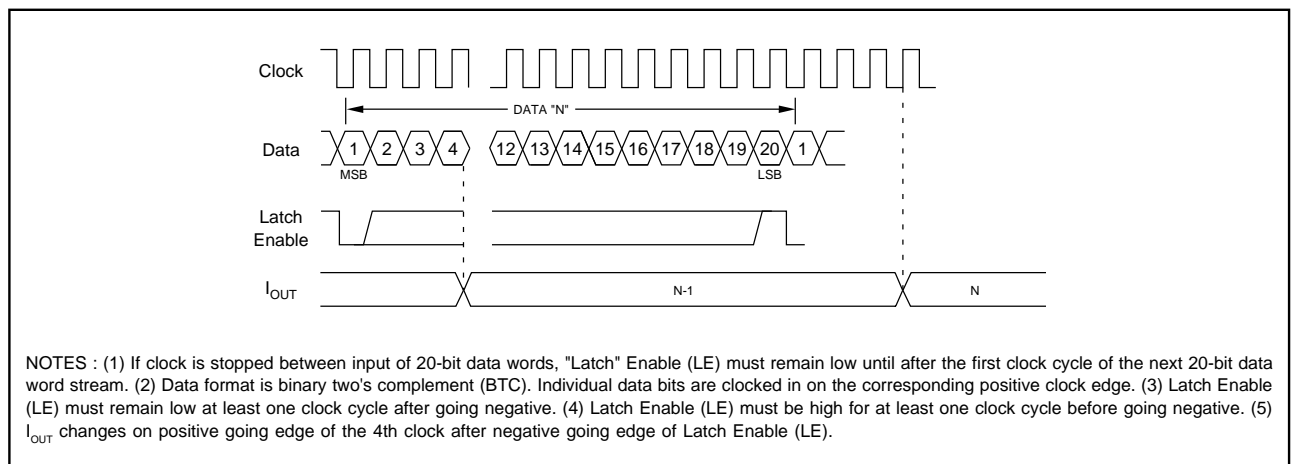 Clock
DATA "N"
Data
1 2 3 4 12 13 14 15 16 17 18 19 20 1
MSB LSB
Latch
Enable
I_OUT N-1 N
NOTES : (1) If clock is stopped between input of 20-bit data words, "Latch" Enable (LE) must remain low until after the first clock cycle of the next 20-bit data
word stream. (2) Data format is binary two's complement (BTC). Individual data bits are clocked in on the corresponding positive clock edge. (3) Latch Enable
(LE) must remain low at least one clock cycle after going negative. (4) Latch Enable (LE) must be high for at least one clock cycle before going negative. (5)
I_OUT changes on positive going edge of the 4th clock after negative going edge of Latch Enable (LE).